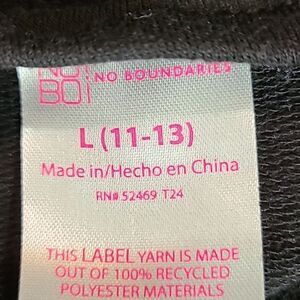 NO!
BO! NO BOUNDARIES
L (11-13)
Made in/Hecho en China
RN# 52469 T24
THIS LABEL YARN IS MADE
OUT OF 100% RECYCLED
POLYESTER MATERIALS